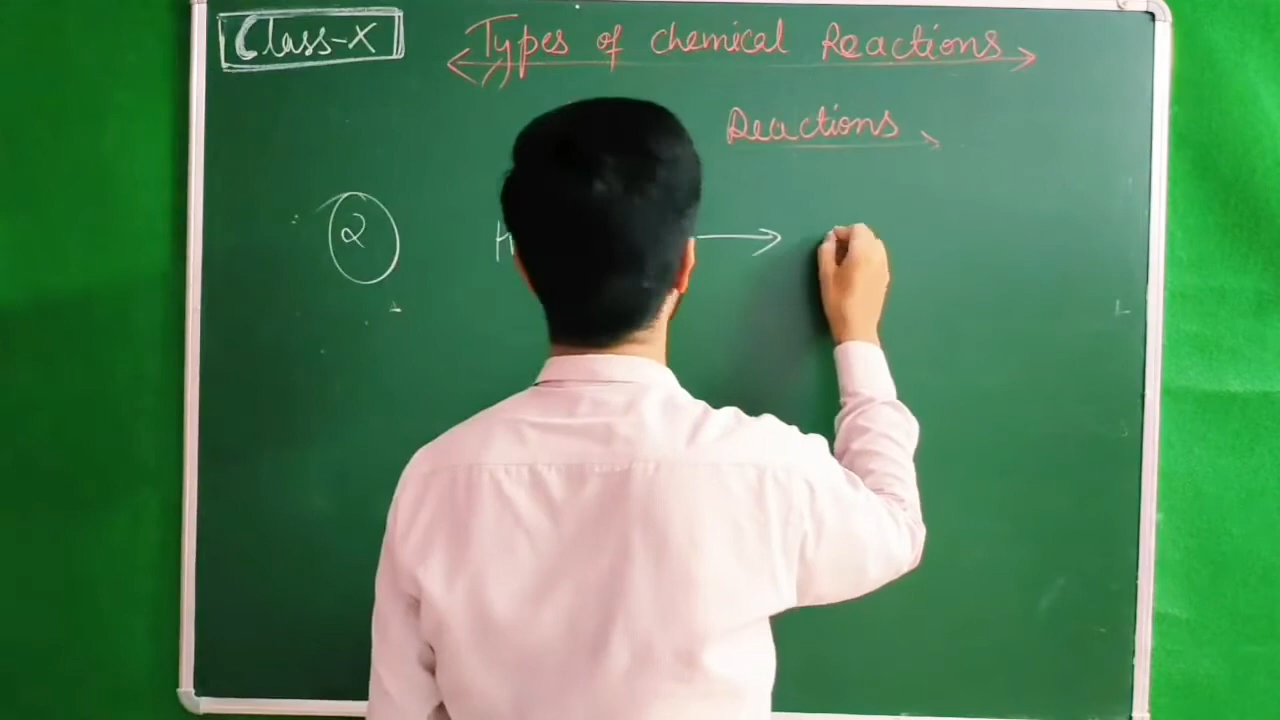 Class-X
Types of chemical Reactions
Reactions
2
H →